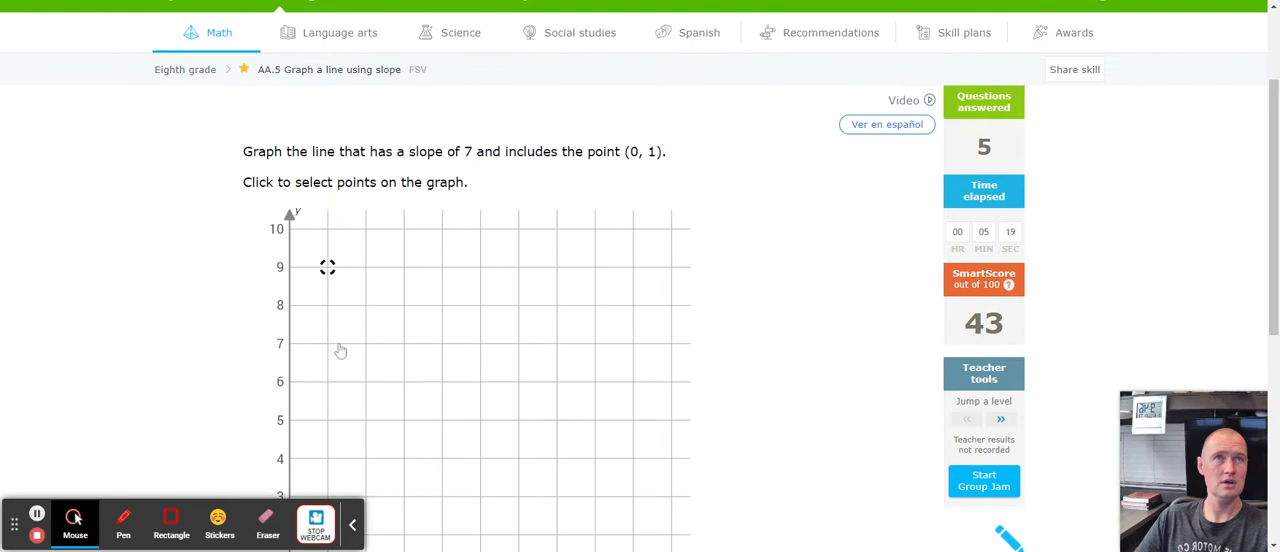 Math
Language arts
Science
Social studies
Spanish
Recommendations
Skill plans
Awards
Eighth grade > AA.5 Graph a line using slope FSV
Share skill
Video
Ver en español
Graph the line that has a slope of 7 and includes the point (0, 1).
Click to select points on the graph.
y
10
9
8
7
6
5
4
3
Questions
answered
5
Time
elapsed
00 05 19
HR MIN SEC
SmartScore
out of 100 ?
43
Teacher
tools
Jump a level
Teacher results
not recorded
Start
Group Jam
Mouse
Pen
Rectangle
Stickers
Eraser
STOP
WEBCAM